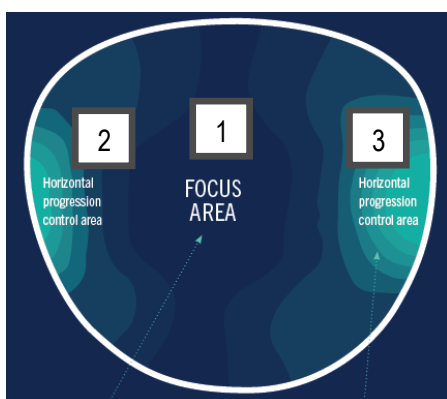 2
1
3
FOCUS
AREA
Horizontal
progression
control area
Horizontal
progression
control area